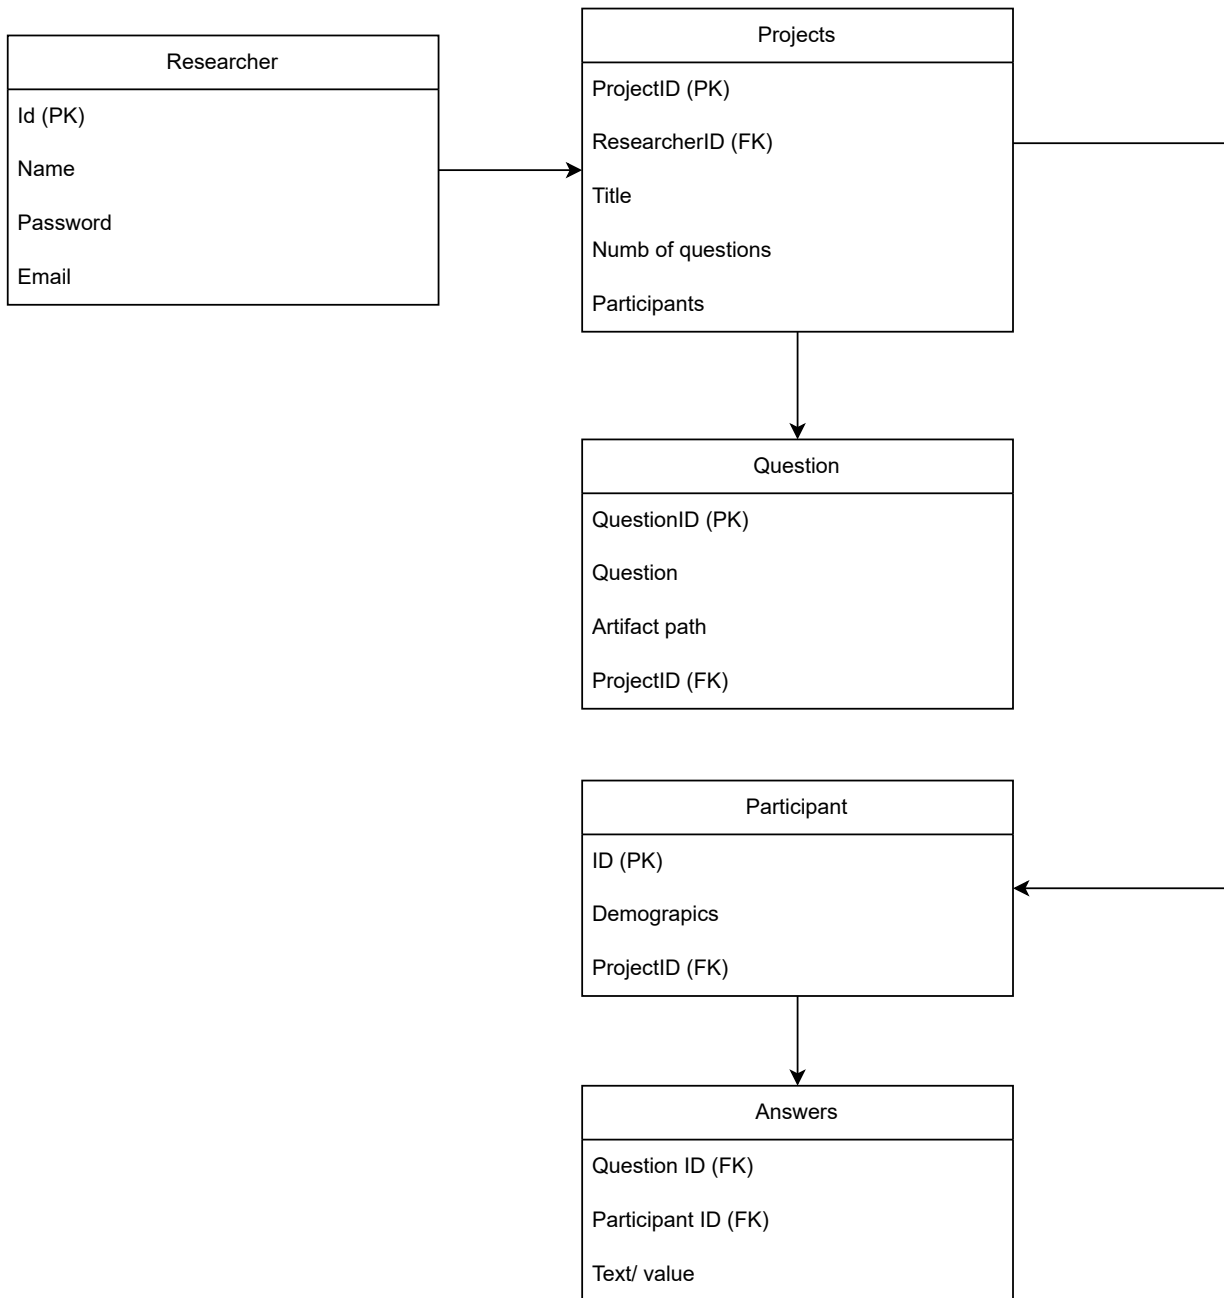 Researcher
Id (PK)
Name
Password
Email
Projects
ProjectID (PK)
ResearcherID (FK)
Title
Numb of questions
Participants
Question
QuestionID (PK)
Question
Artifact path
ProjectID (FK)
Participant
ID (PK)
Demograpics
ProjectID (FK)
Answers
Question ID (FK)
Participant ID (FK)
Text/ value